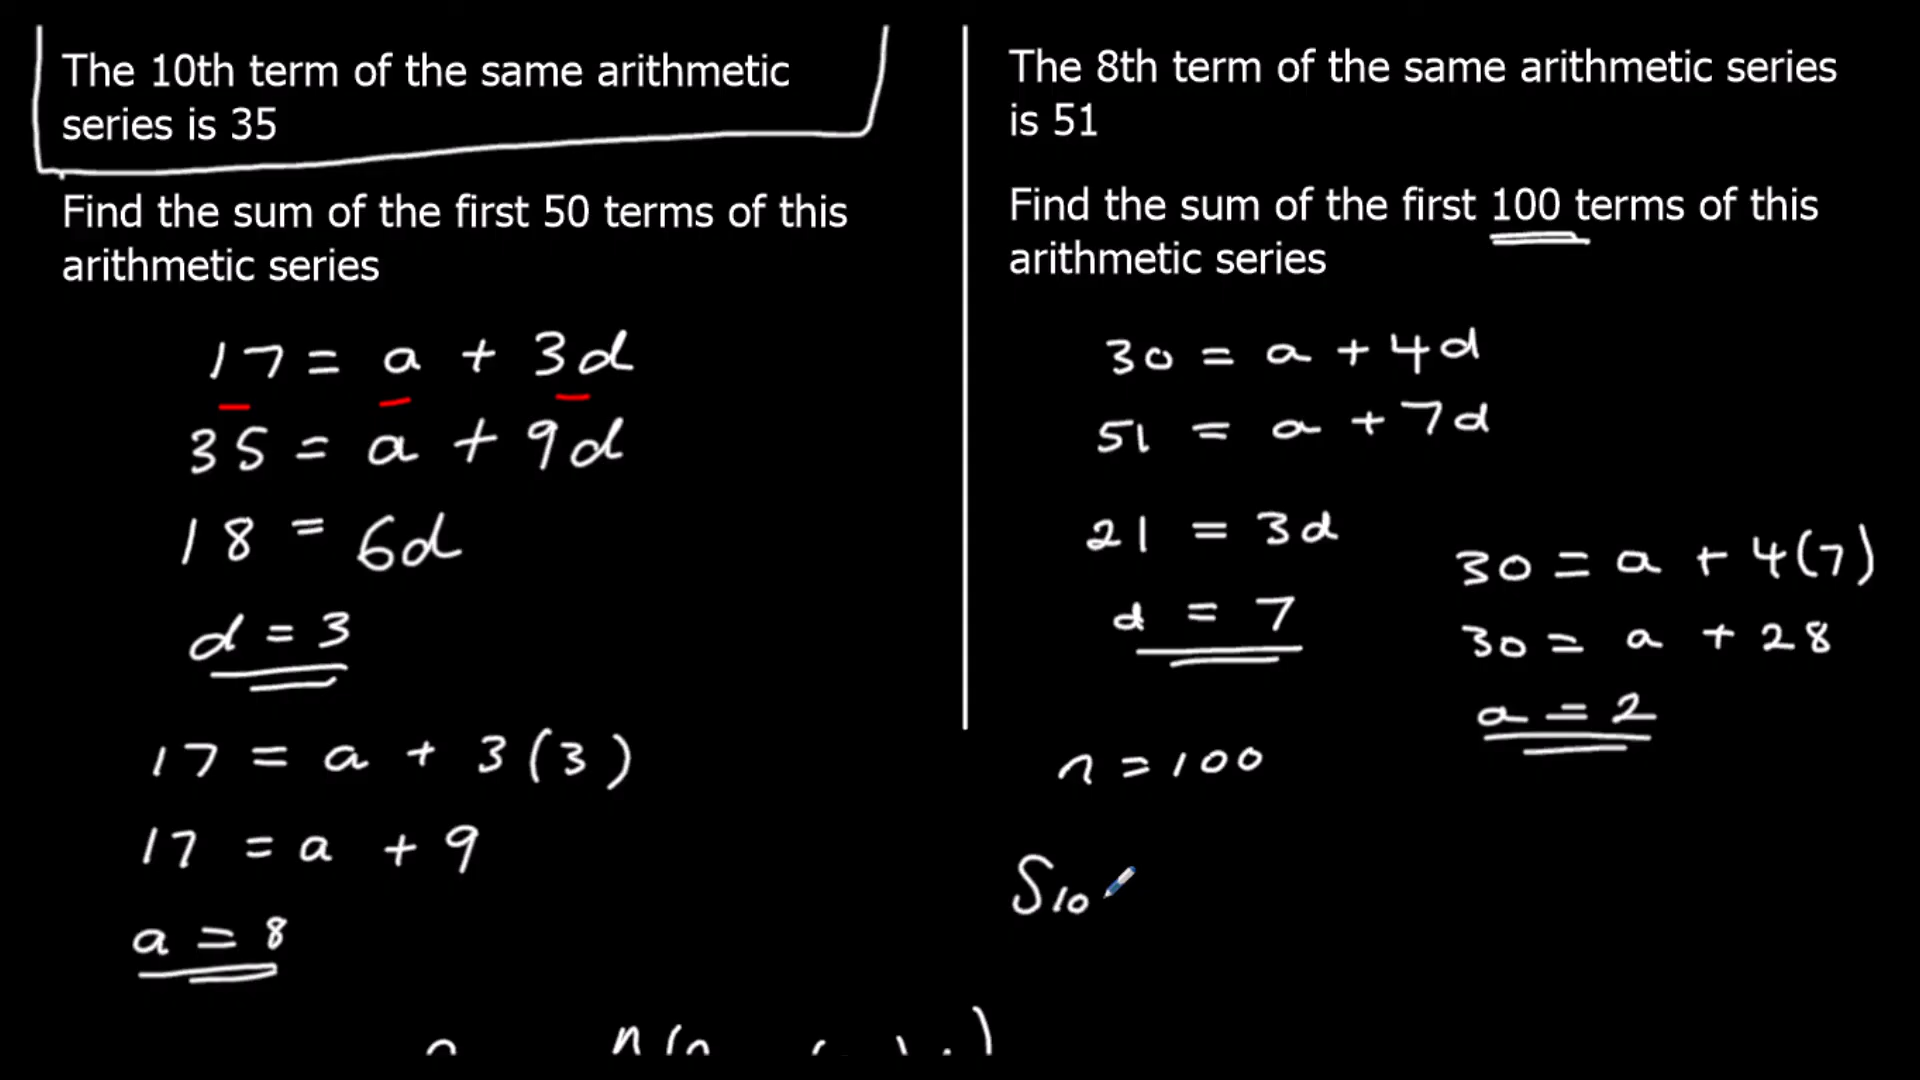 The 10th term of the same arithmetic
series is 35
Find the sum of the first 50 terms of this
arithmetic series
17 = a + 3d
35 = a + 9d
18 = 6d
d = 3
17 = a + 3(3)
17 = a + 9
a = 8
The 8th term of the same arithmetic series
is 51
Find the sum of the first 100 terms of this
arithmetic series
30 = a + 4d
51 = a + 7d
21 = 3d
d = 7
30 = a + 4(7)
30 = a + 28
a = 2
n = 100
S10